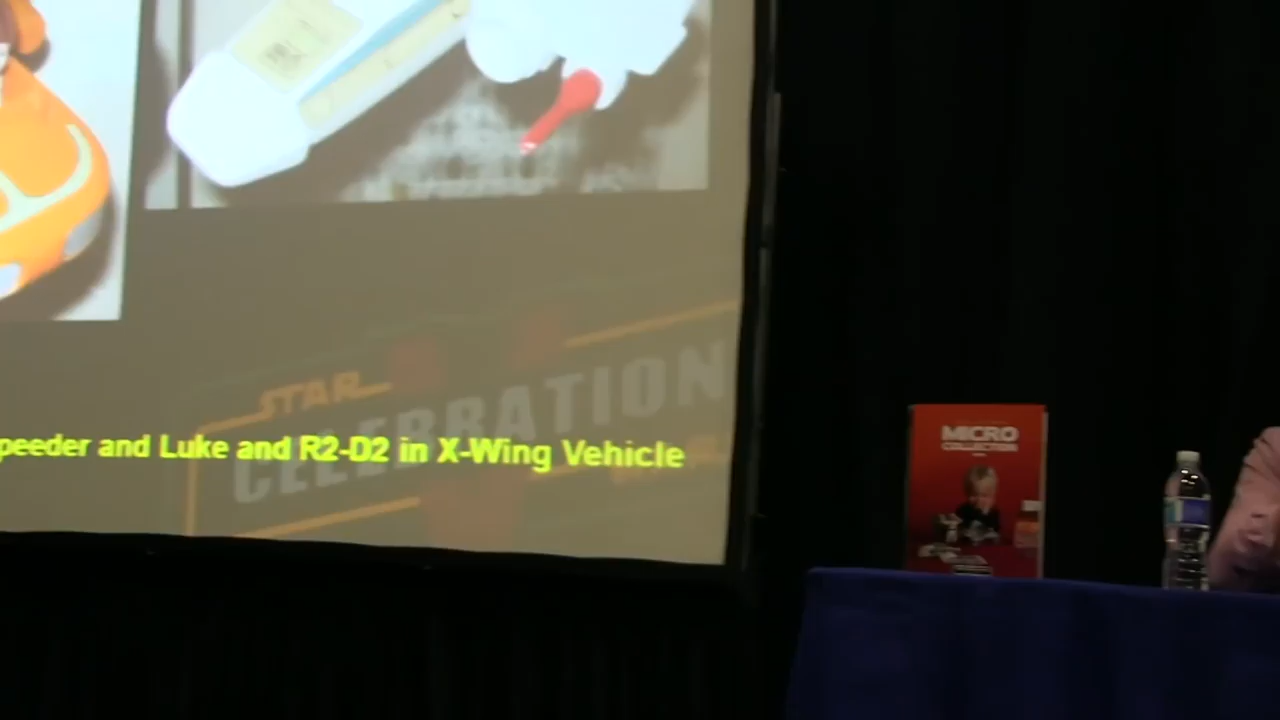 STAR
CELEBRATION
peeder and Luke and R2-D2 in X-Wing Vehicle
MICRO
COLLECTION